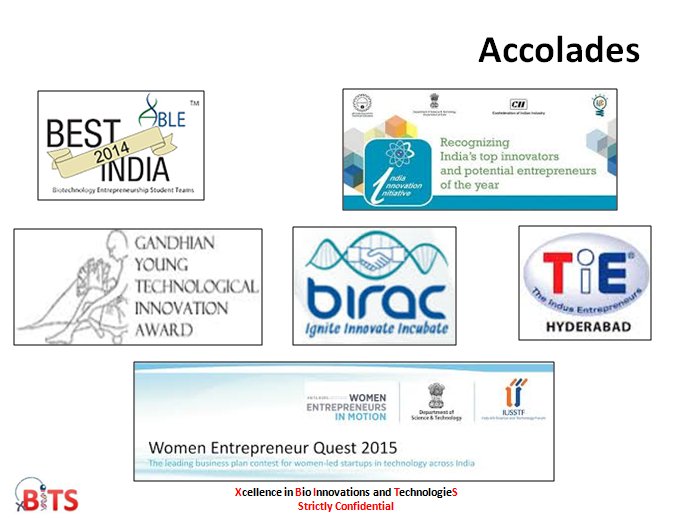 Accolades
ABLE™
BEST
2014
INDIA
Biotechnology Entrepreneurship Student Teams
CII
Confederation of Indian Industry
Recognizing
India's top innovators
and potential entrepreneurs
of the year
India
Innovation
Initiative
GANDHIAN
YOUNG
TECHNOLOGICAL
INNOVATION
AWARD
birac
Ignite Innovate Incubate
TiE®
The Indus Entrepreneurs
HYDERABAD
WOMEN
ENTREPRENEURS
IN MOTION
Department of
Science & Technology
IUSSTF
Women Entrepreneur Quest 2015
The leading business plan contest for women-led startups in technology across India
xBiTS
Xcellence in Bio Innovations and TechnologieS
Strictly Confidential